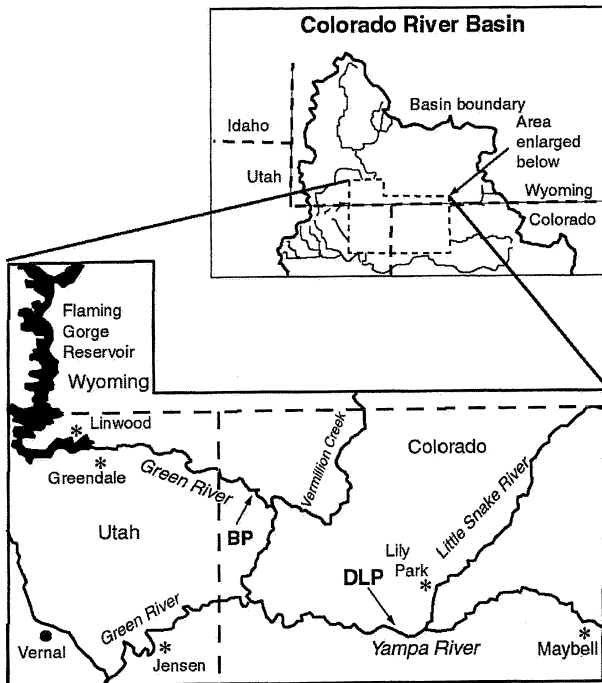 Colorado River Basin
Basin boundary
Idaho
Area
enlarged
below
Utah
Wyoming
Colorado
Flaming
Gorge
Reservoir
Wyoming
Linwood
Greendale
Green River
Vermillion Creek
Colorado
Little Snake River
Utah
BP
Lily
Park
DLP
Green River
Vernal
Jensen
Yampa River
Maybell